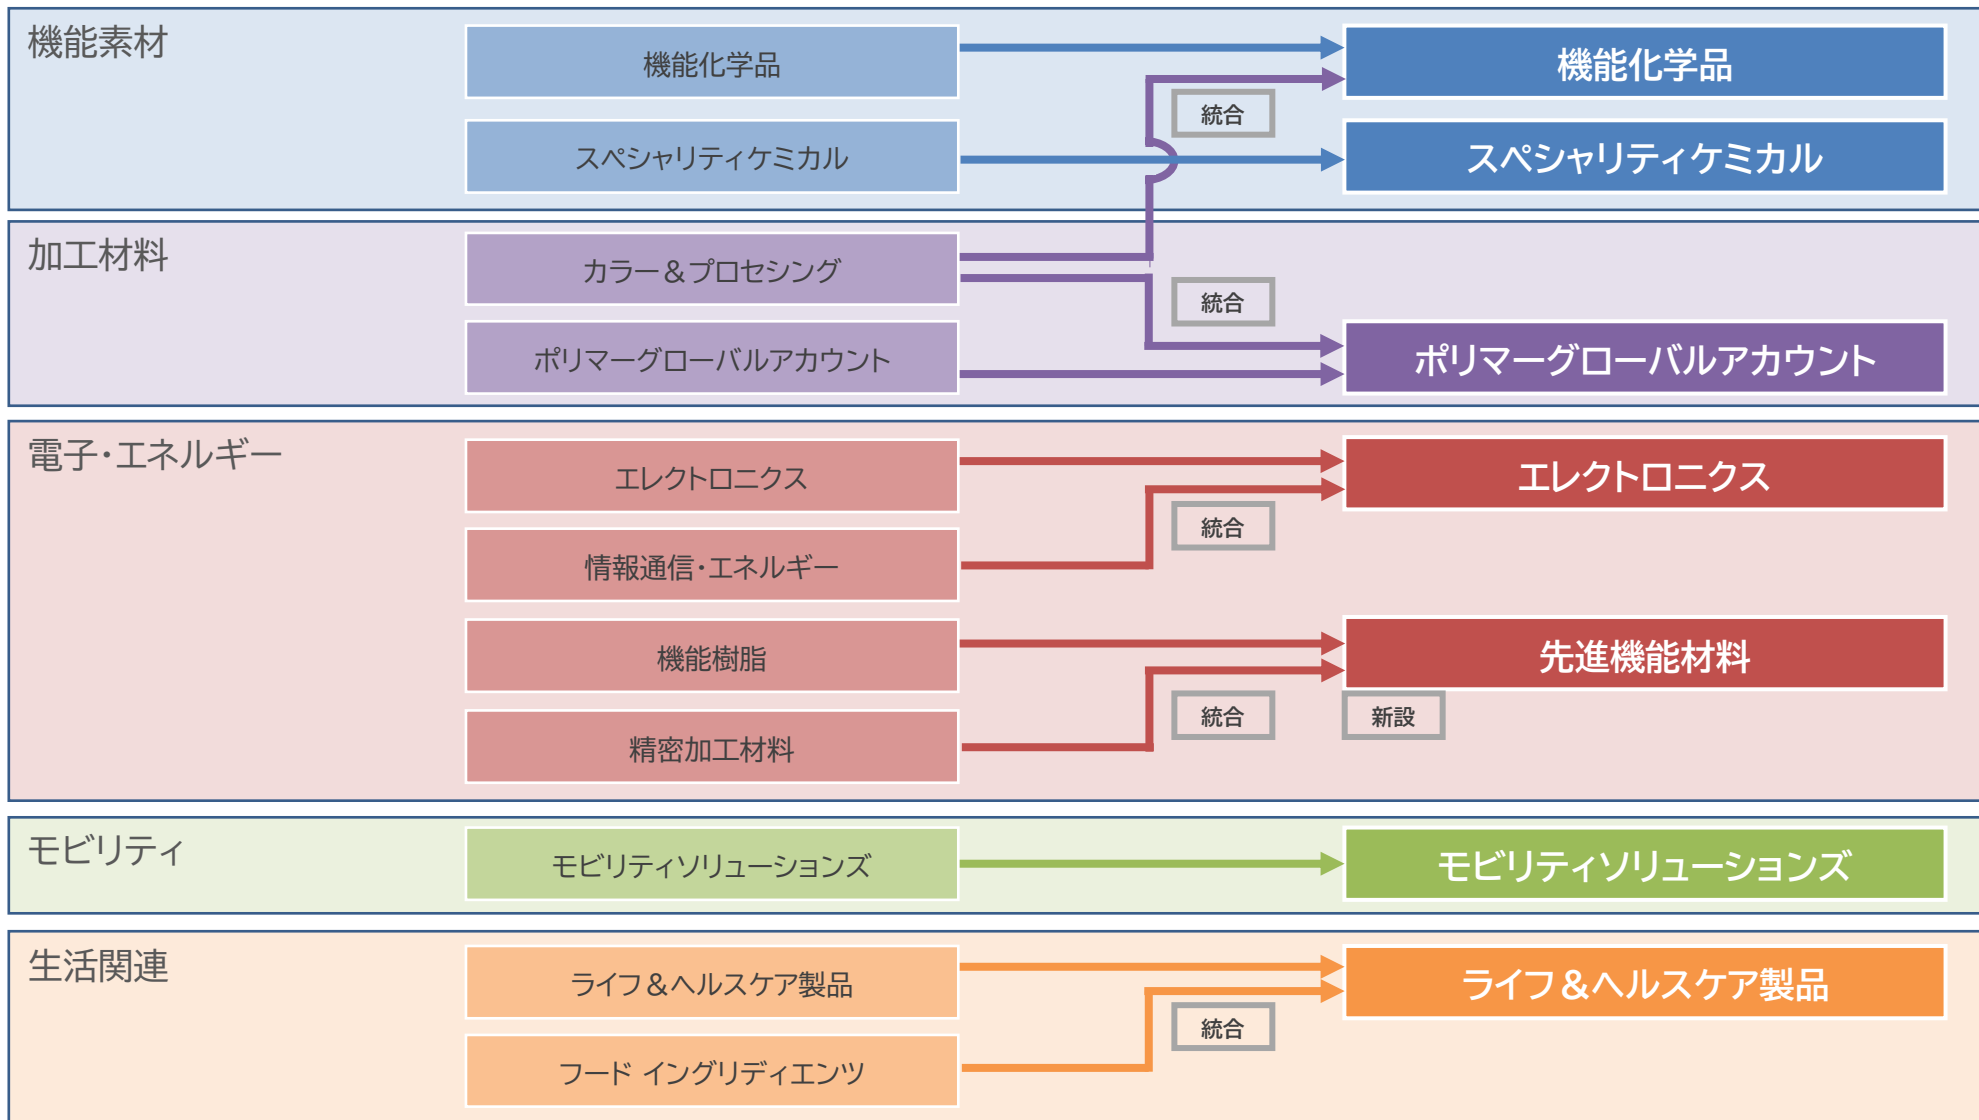 機能素材
機能化学品
機能化学品
統合
スペシャリティケミカル
スペシャリティケミカル
加工材料
カラー＆プロセシング
統合
ポリマーグローバルアカウント
ポリマーグローバルアカウント
電子・エネルギー
エレクトロニクス
エレクトロニクス
統合
情報通信・エネルギー
機能樹脂
先進機能材料
統合
新設
精密加工材料
モビリティ
モビリティソリューションズ
モビリティソリューションズ
生活関連
ライフ＆ヘルスケア製品
ライフ＆ヘルスケア製品
統合
フード イングリディエンツ